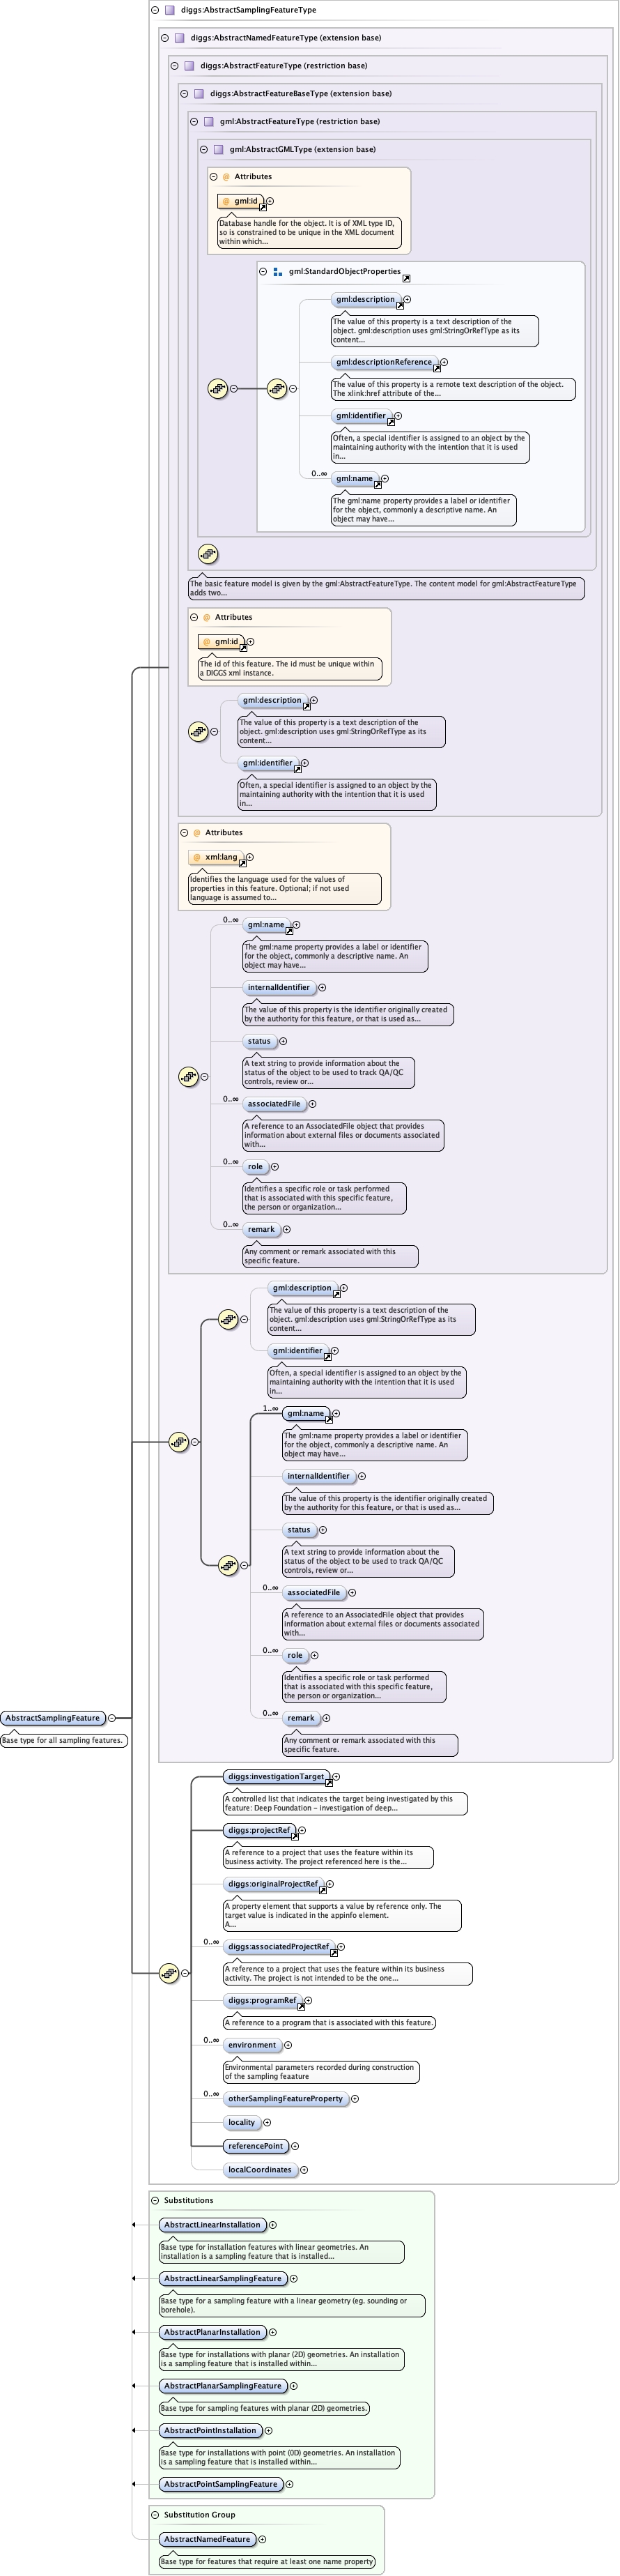 diggs:AbstractSamplingFeatureType
diggs:AbstractNamedFeatureType (extension base)
diggs:AbstractFeatureType (restriction base)
diggs:AbstractFeatureBaseType (extension base)
gml:AbstractFeatureType (restriction base)
gml:AbstractGMLType (extension base)
@ Attributes
@ gml:id
Database handle for the object. It is of XML type ID,
so is constrained to be unique in the XML document
within which...
gml:StandardObjectProperties
gml:description
The value of this property is a text description of the
object. gml:description uses gml:StringOrRefType as its
content...
gml:descriptionReference
The value of this property is a remote text description of the object.
The xlink:href attribute of the...
gml:identifier
Often, a special identifier is assigned to an object by the
maintaining authority with the intention that it is used
in...
0..∞
gml:name
The gml:name property provides a label or identifier
for the object, commonly a descriptive name. An
object may have...
The basic feature model is given by the gml:AbstractFeatureType. The content model for gml:AbstractFeatureType
adds two...
@ Attributes
@ gml:id
The id of this feature. The id must be unique within
a DIGGS xml instance.
gml:description
The value of this property is a text description of the
object. gml:description uses gml:StringOrRefType as its
content...
gml:identifier
Often, a special identifier is assigned to an object by the
maintaining authority with the intention that it is used
in...
@ Attributes
@ xml:lang
Identifies the language used for the values of
properties in this feature. Optional; if not used
language is assumed to...
0..∞
gml:name
The gml:name property provides a label or identifier
for the object, commonly a descriptive name. An
object may have...
internalIdentifier
The value of this property is the identifier originally created
by the authority for this feature, or that is used as...
status
A text string to provide information about the
status of the object to be used to track QA/QC
controls, review or...
0..∞
associatedFile
A reference to an AssociatedFile object that provides
information about external files or documents associated
with...
0..∞
role
Identifies a specific role or task performed
that is associated with this specific feature,
the person or organization...
0..∞
remark
Any comment or remark associated with this
specific feature.
gml:description
The value of this property is a text description of the
object. gml:description uses gml:StringOrRefType as its
content...
gml:identifier
Often, a special identifier is assigned to an object by the
maintaining authority with the intention that it is used
in...
1..∞
gml:name
The gml:name property provides a label or identifier
for the object, commonly a descriptive name. An
object may have...
internalIdentifier
The value of this property is the identifier originally created
by the authority for this feature, or that is used as...
status
A text string to provide information about the
status of the object to be used to track QA/QC
controls, review or...
0..∞
associatedFile
A reference to an AssociatedFile object that provides
information about external files or documents associated
with...
0..∞
role
Identifies a specific role or task performed
that is associated with this specific feature,
the person or organization...
0..∞
remark
Any comment or remark associated with this
specific feature.
AbstractSamplingFeature
Base type for all sampling features.
diggs:investigationTarget
A controlled list that indicates the target being investigated by this
feature: Deep Foundation - investigation of deep...
diggs:projectRef
A reference to a project that uses the feature within its
business activity. The project referenced here is the...
diggs:originalProjectRef
A property element that supports a value by reference only. The
target value is indicated in the appinfo element.
A...
0..∞
diggs:associatedProjectRef
A reference to a project that uses the feature within its business
activity. The project is not intended to be the one...
diggs:programRef
A reference to a program that is associated with this feature.
0..∞
environment
Environmental parameters recorded during construction
of the sampling feaature
0..∞
otherSamplingFeatureProperty
locality
referencePoint
localCoordinates
Substitutions
AbstractLinearInstallation
Base type for installation features with linear geometries. An
installation is a sampling feature that is installed...
AbstractLinearSamplingFeature
Base type for a sampling feature with a linear geometry (eg. sounding or
borehole).
AbstractPlanarInstallation
Base type for installations with planar (2D) geometries. An installation
is a sampling feature that is installed within...
AbstractPlanarSamplingFeature
Base type for sampling features with planar (2D) geometries.
AbstractPointInstallation
Base type for installations with point (0D) geometries. An installation
is a sampling feature that is installed within...
AbstractPointSamplingFeature
Substitution Group
AbstractNamedFeature
Base type for features that require at least one name property